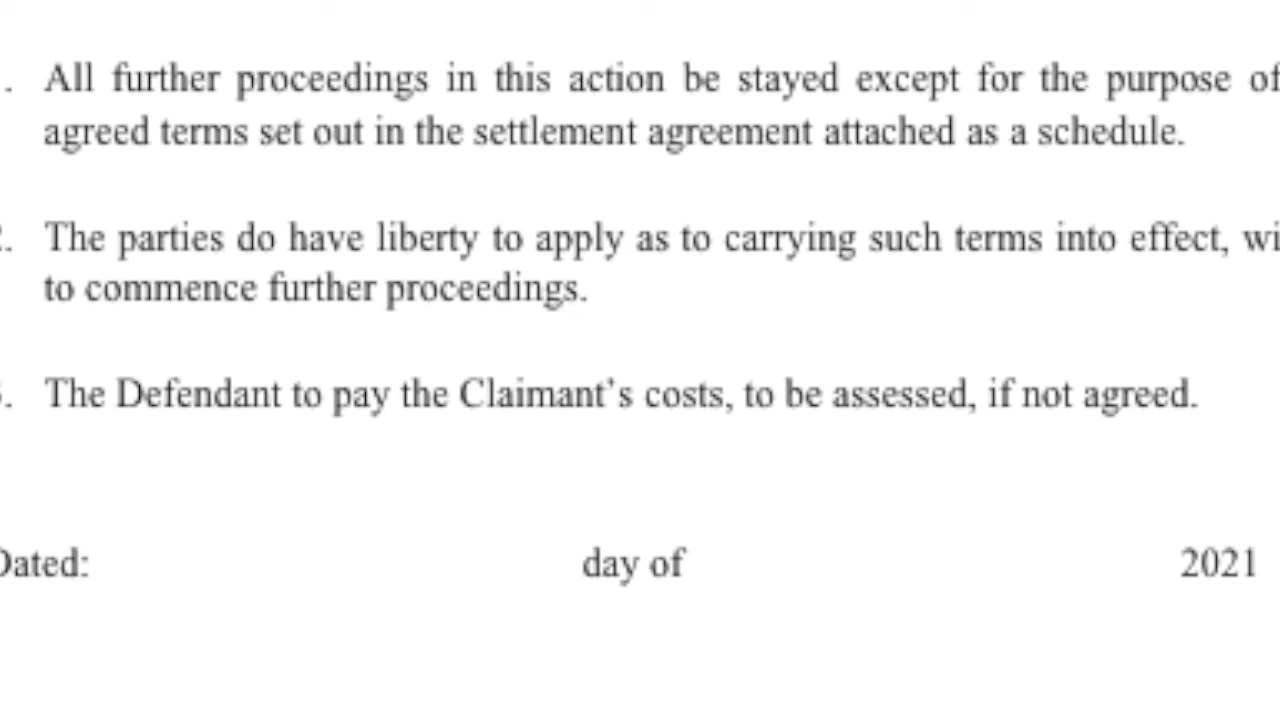 . All further proceedings in this action be stayed except for the purpose of
agreed terms set out in the settlement agreement attached as a schedule.
. The parties do have liberty to apply as to carrying such terms into effect,
to commence further proceedings.
. The Defendant to pay the Claimant's costs, to be assessed, if not agreed.
Dated: day of 2021